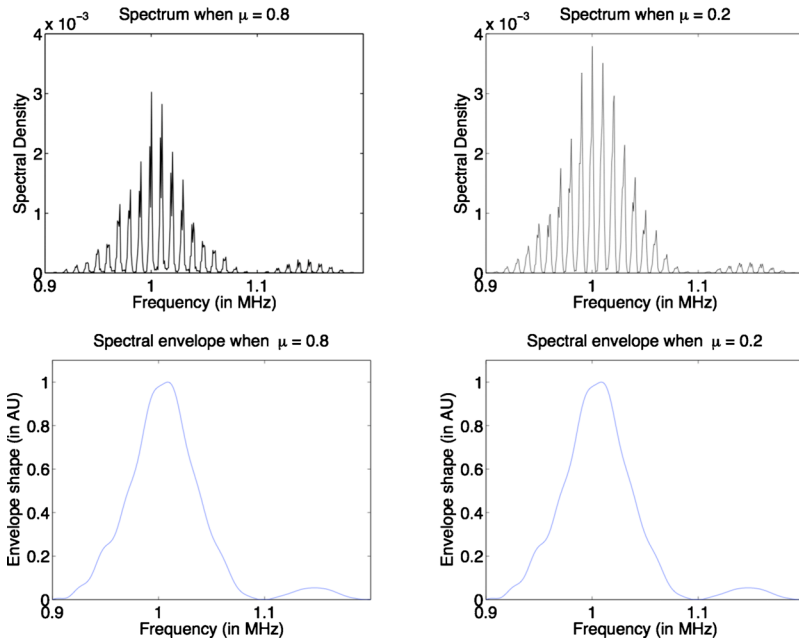 Spectrum when μ = 0.8
4 x 10⁻³
3
2
1
0
0.9 1 1.1
Spectral Density
Frequency (in MHz)
Spectrum when μ = 0.2
4 x 10⁻³
3
2
1
0
0.9 1 1.1
Spectral Density
Frequency (in MHz)
Spectral envelope when μ = 0.8
1
0.8
0.6
0.4
0.2
0
0.9 1 1.1
Envelope shape (in AU)
Frequency (in MHz)
Spectral envelope when μ = 0.2
1
0.8
0.6
0.4
0.2
0
0.9 1 1.1
Envelope shape (in AU)
Frequency (in MHz)